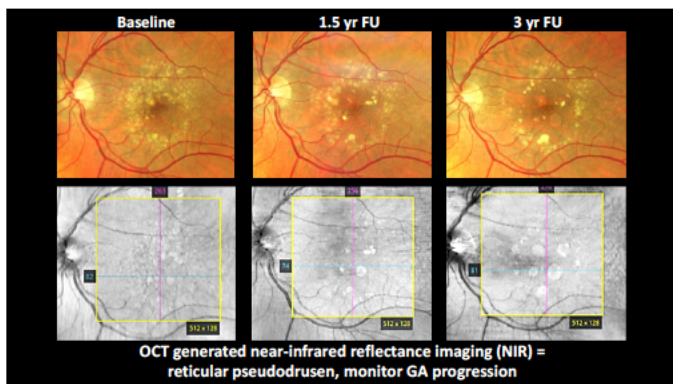 Baseline
1.5 yr FU
3 yr FU
263
256
82
74
81
512 x 128
512 x 128
512 x 128
OCT generated near-infrared reflectance imaging (NIR) =
reticular pseudodrusen, monitor GA progression